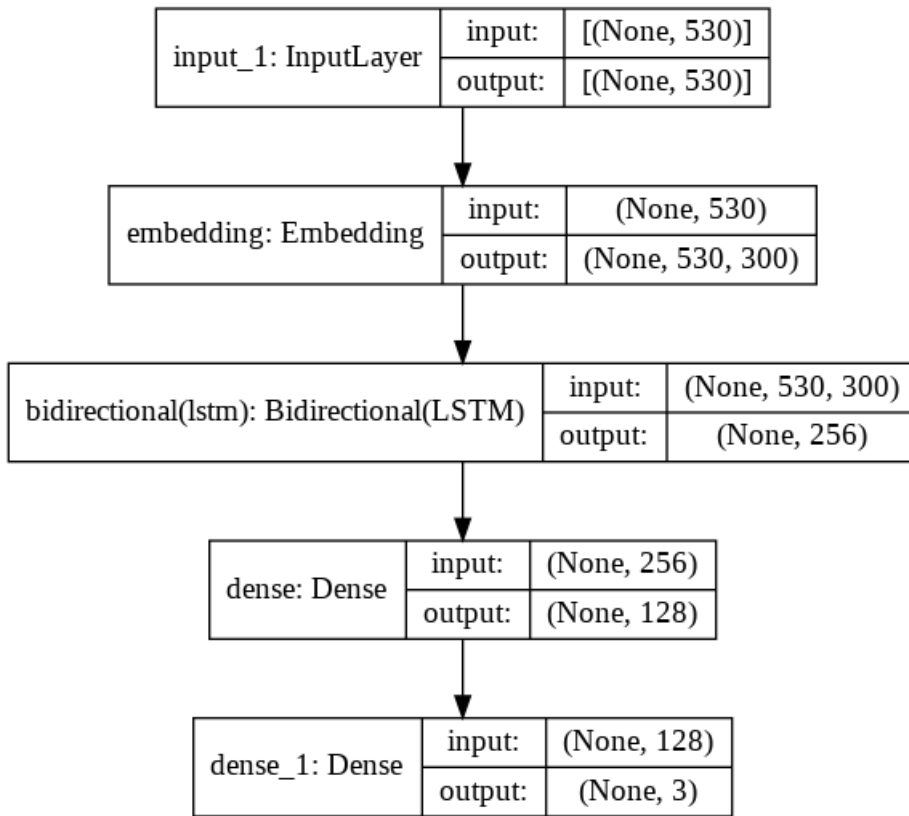 input_1: InputLayer
input: [(None, 530)]
output: [(None, 530)]
embedding: Embedding
input: (None, 530)
output: (None, 530, 300)
bidirectional(lstm): Bidirectional(LSTM)
input: (None, 530, 300)
output: (None, 256)
dense: Dense
input: (None, 256)
output: (None, 128)
dense_1: Dense
input: (None, 128)
output: (None, 3)